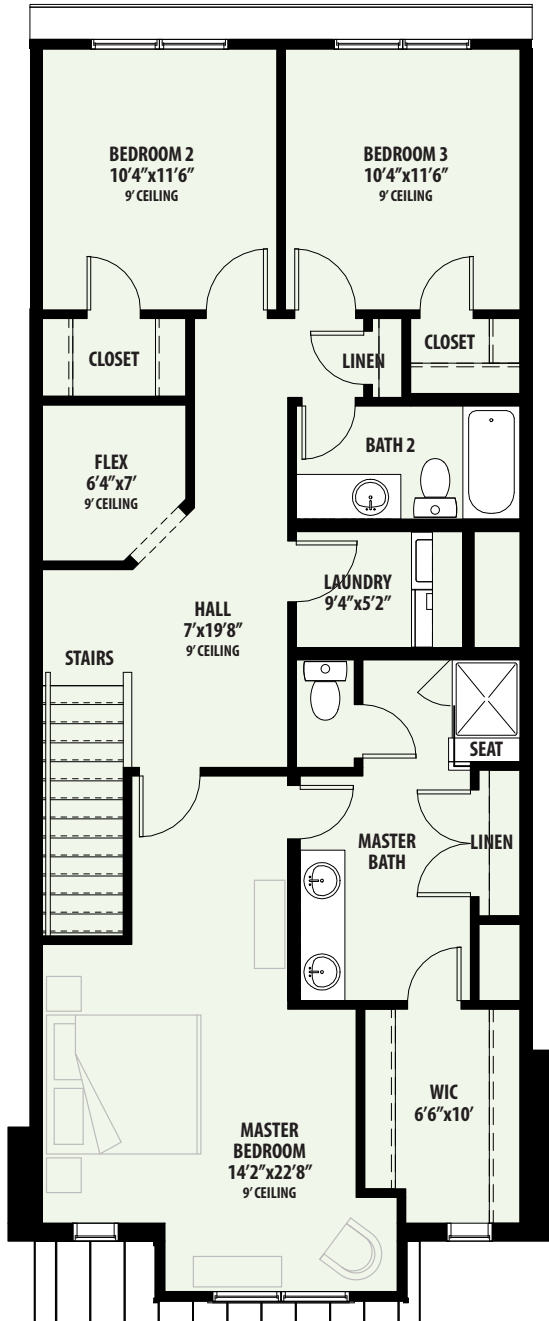 BEDROOM 2
10'4"x11'6"
9' CEILING
BEDROOM 3
10'4"x11'6"
9' CEILING
CLOSET
LINEN
CLOSET
FLEX
6'4"x7'
9' CEILING
BATH 2
LAUNDRY
9'4"x5'2"
HALL
7'x19'8"
9' CEILING
STAIRS
SEAT
MASTER
BATH
LINEN
WIC
6'6"x10'
MASTER
BEDROOM
14'2"x22'8"
9' CEILING